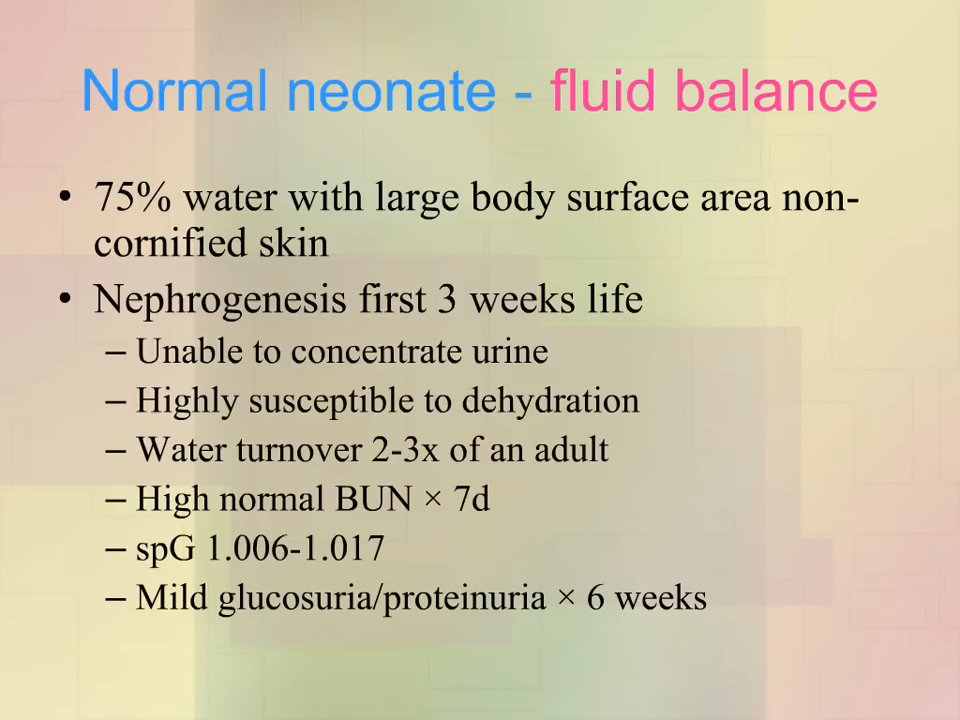 Normal neonate - fluid balance
• 75% water with large body surface area non-
cornified skin
• Nephrogenesis first 3 weeks life
– Unable to concentrate urine
– Highly susceptible to dehydration
– Water turnover 2-3x of an adult
– High normal BUN × 7d
– spG 1.006-1.017
– Mild glucosuria/proteinuria × 6 weeks